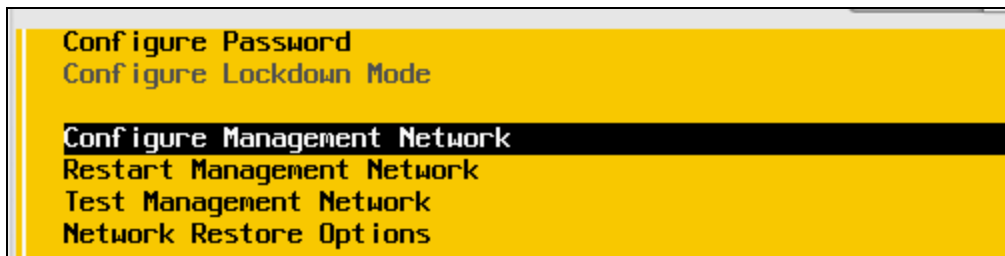 Configure Password
Configure Lockdown Mode
Configure Management Network
Restart Management Network
Test Management Network
Network Restore Options